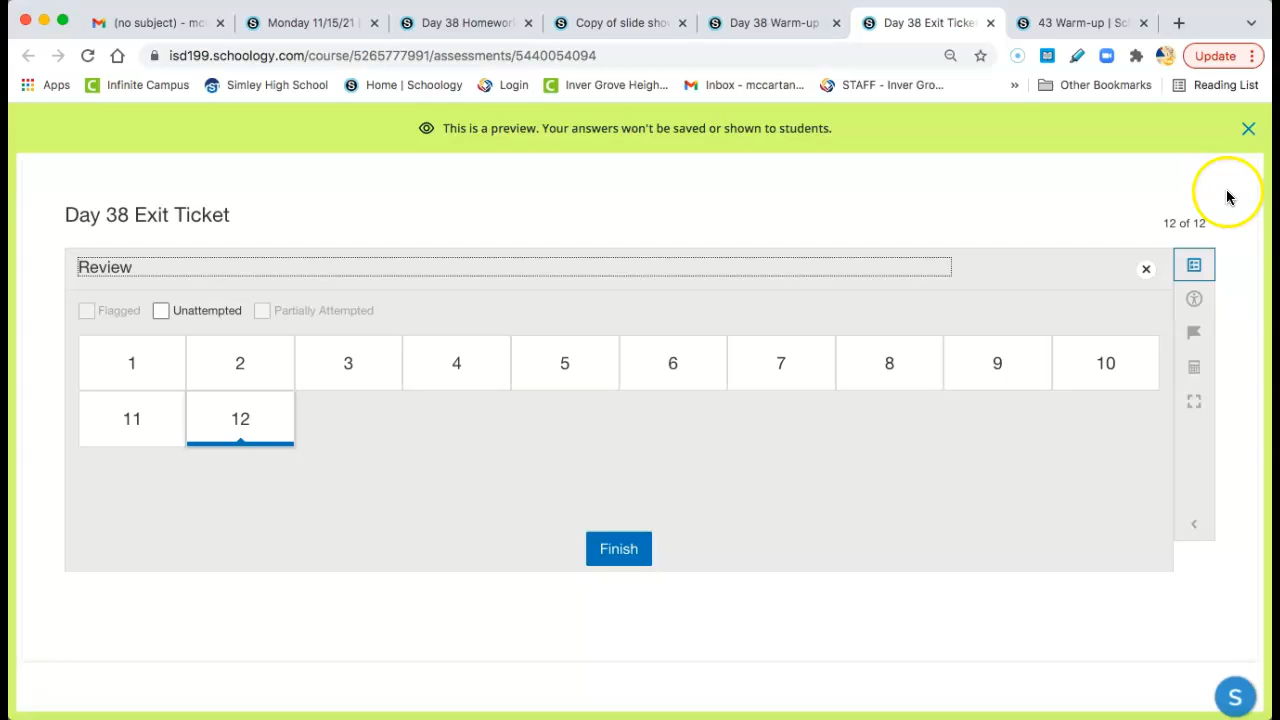 (no subject) - mc
Monday 11/15/21
Day 38 Homework
Copy of slide sho
Day 38 Warm-up
Day 38 Exit Ticke
43 Warm-up | Sc
isd199.schoology.com/course/5265777991/assessments/5440054094
Update
Apps
Infinite Campus
Simley High School
Home | Schoology
Login
Inver Grove Heigh...
Inbox - mccartan...
STAFF - Inver Gro...
»
Other Bookmarks
Reading List
This is a preview. Your answers won't be saved or shown to students.
Day 38 Exit Ticket
12 of 12
Review
Flagged
Unattempted
Partially Attempted
1 2 3 4 5 6 7 8 9 10
11 12
Finish
S